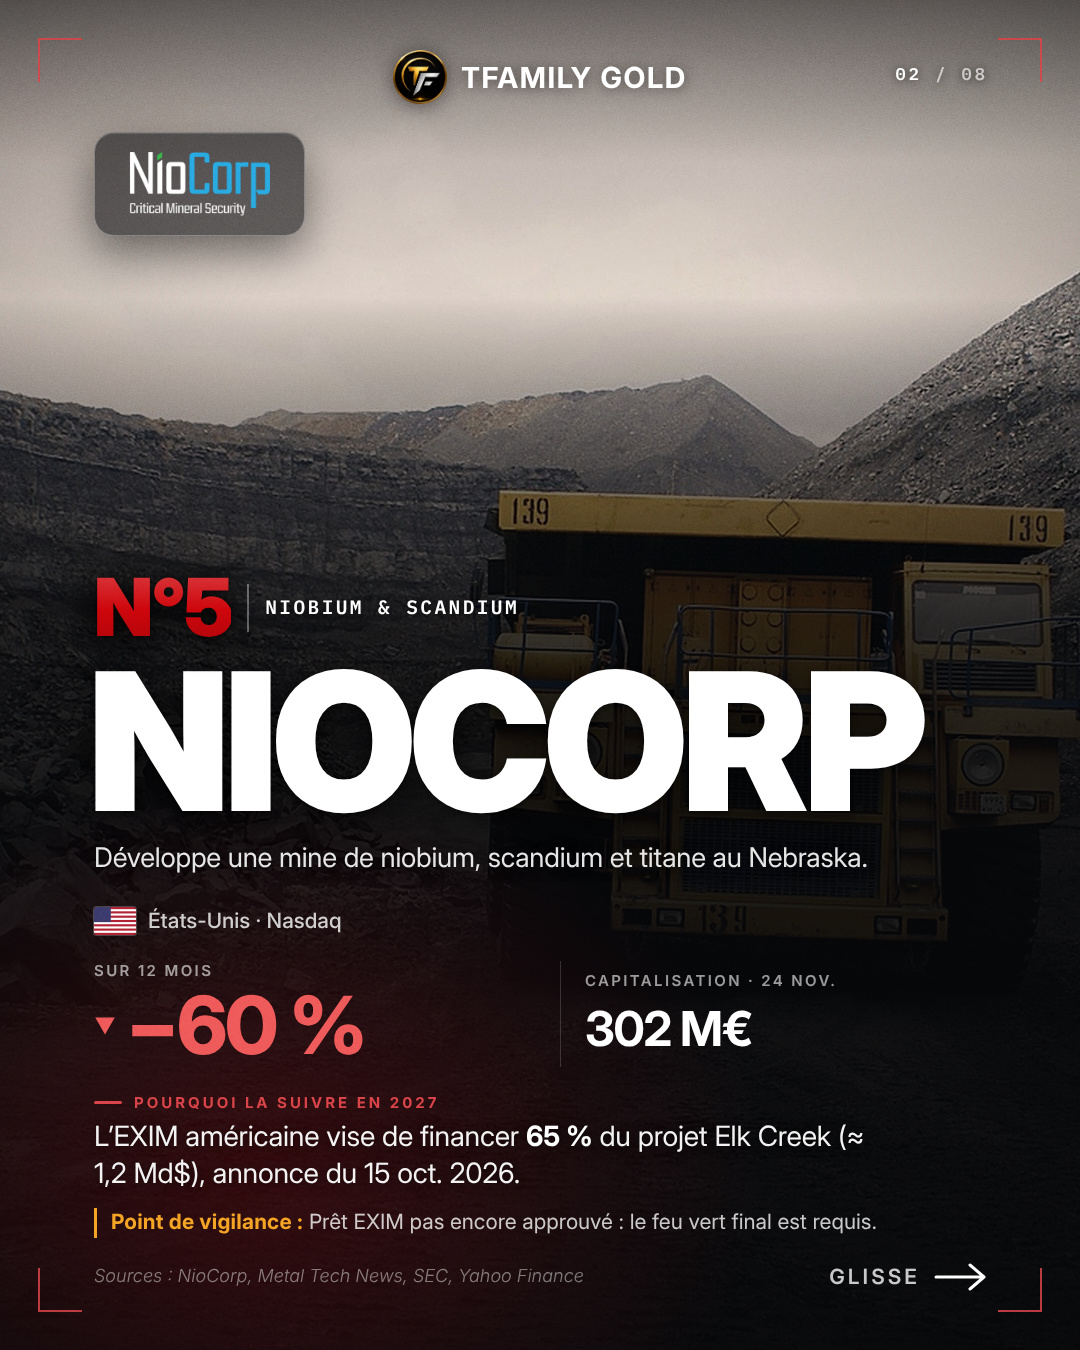 TFAMILY GOLD
02 / 08
NioCorp
Critical Mineral Security
139
139
N°5
NIOBIUM & SCANDIUM
NIOCORP
Développe une mine de niobium, scandium et titane au Nebraska.
139
États-Unis · Nasdaq
SUR 12 MOIS
▼ –60 %
CAPITALISATION · 24 NOV.
302 M€
POURQUOI LA SUIVRE EN 2027
L’EXIM américaine vise de financer 65 % du projet Elk Creek (≈
1,2 Md$), annonce du 15 oct. 2026.
Point de vigilance : Prêt EXIM pas encore approuvé : le feu vert final est requis.
Sources : NioCorp, Metal Tech News, SEC, Yahoo Finance
GLISSE →